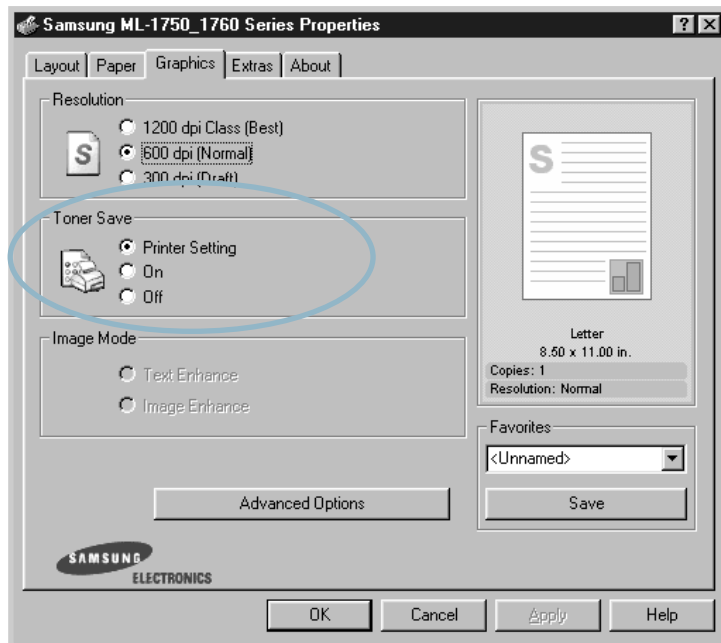 Samsung ML-1750_1760 Series Properties
Layout Paper Graphics Extras About
Resolution
1200 dpi Class (Best)
600 dpi (Normal)
300 dpi (Draft)
Toner Save
Printer Setting
On
Off
Image Mode
Text Enhance
Image Enhance
Advanced Options
SAMSUNG
ELECTRONICS
S
S
Letter
8.50 x 11.00 in.
Copies: 1
Resolution: Normal
Favorites
<Unnamed>
Save
OK Cancel Apply Help